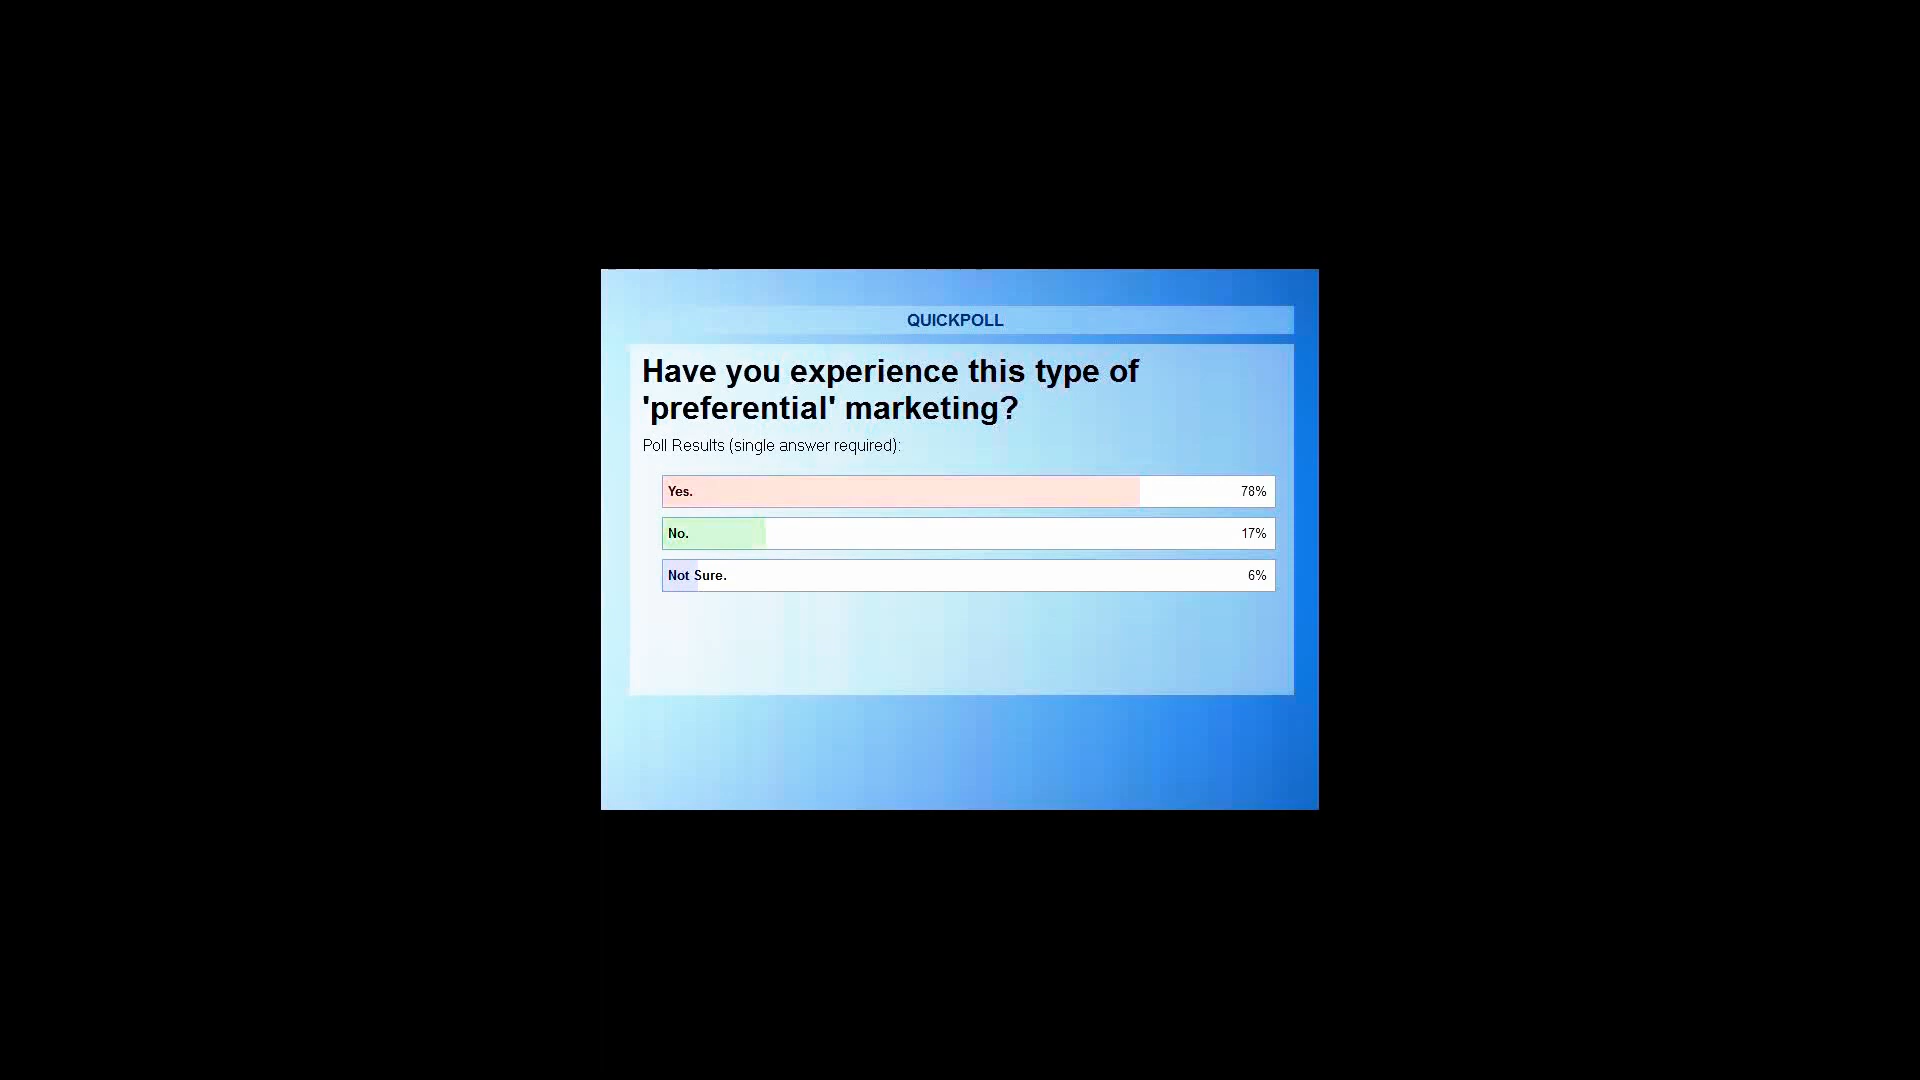 QUICKPOLL
Have you experience this type of
'preferential' marketing?
Poll Results (single answer required):
Yes. 78%
No. 17%
Not Sure. 6%